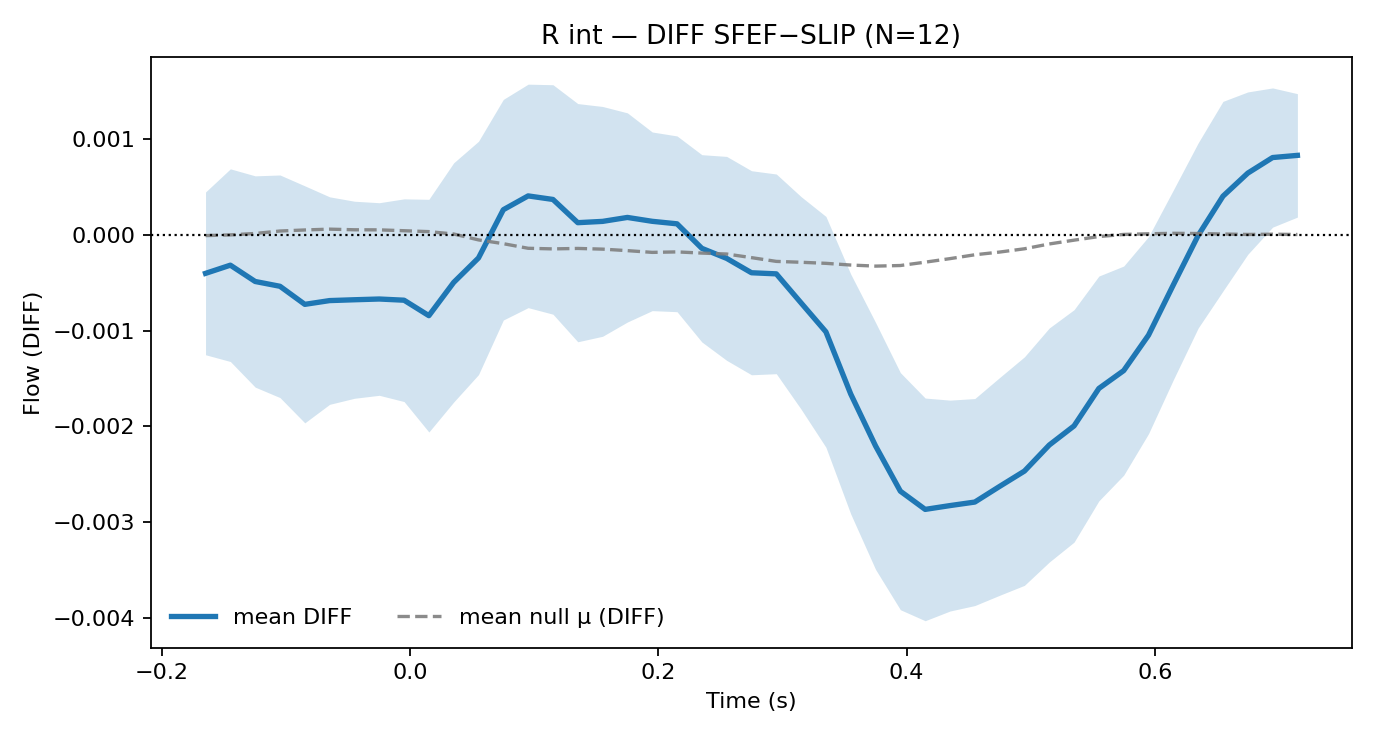 R int — DIFF SFEF−SLIP (N=12)
Flow (DIFF)
0.001
0.000
−0.001
−0.002
−0.003
−0.004
mean DIFF
mean null μ (DIFF)
−0.2
0.0
0.2
0.4
0.6
Time (s)